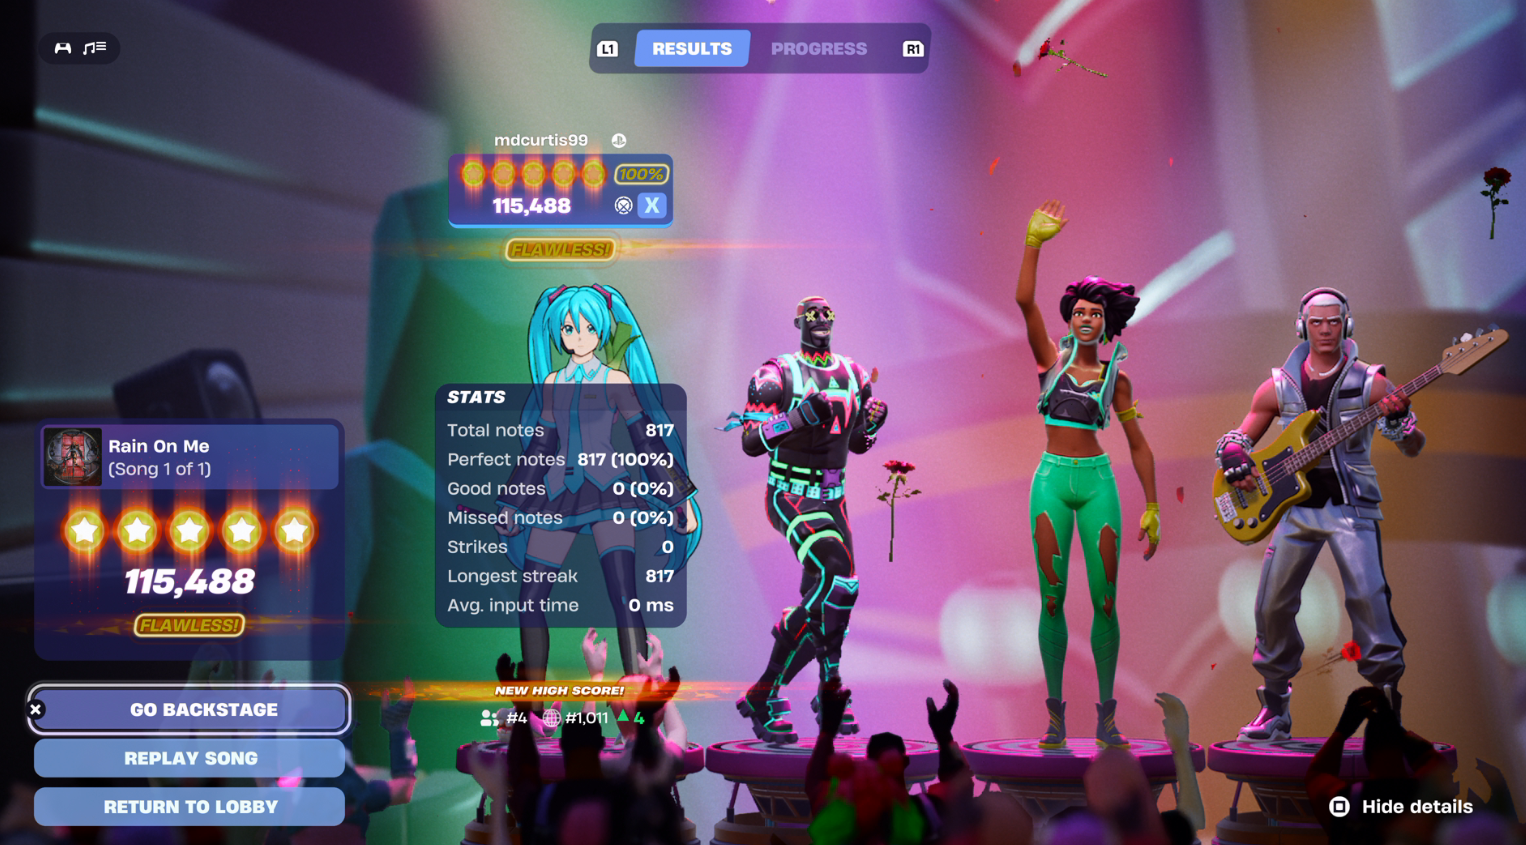 L1 RESULTS PROGRESS R1
mdcurtis99
100%
115,488 X
FLAWLESS!
STATS
Total notes 817
Perfect notes 817 (100%)
Good notes 0 (0%)
Missed notes 0 (0%)
Strikes 0
Longest streak 817
Avg. input time 0 ms
NEW HIGH SCORE!
#4 #1,011 4
Rain On Me
(Song 1 of 1)
115,488
FLAWLESS!
GO BACKSTAGE
REPLAY SONG
RETURN TO LOBBY
Hide details